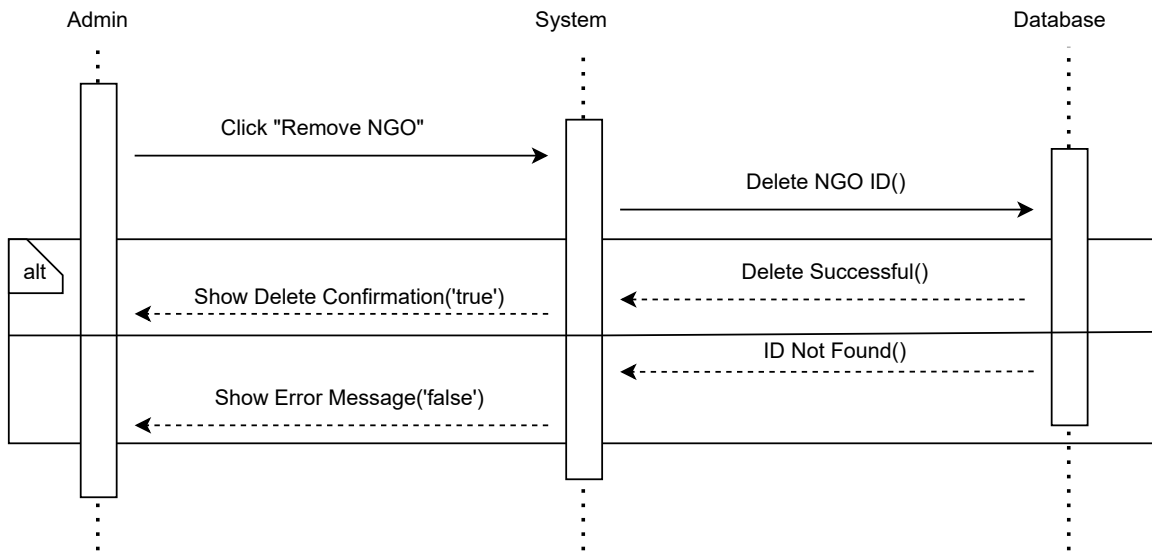 Admin
System
Database
Click "Remove NGO"
Delete NGO ID()
alt
Delete Successful()
Show Delete Confirmation('true')
ID Not Found()
Show Error Message('false')